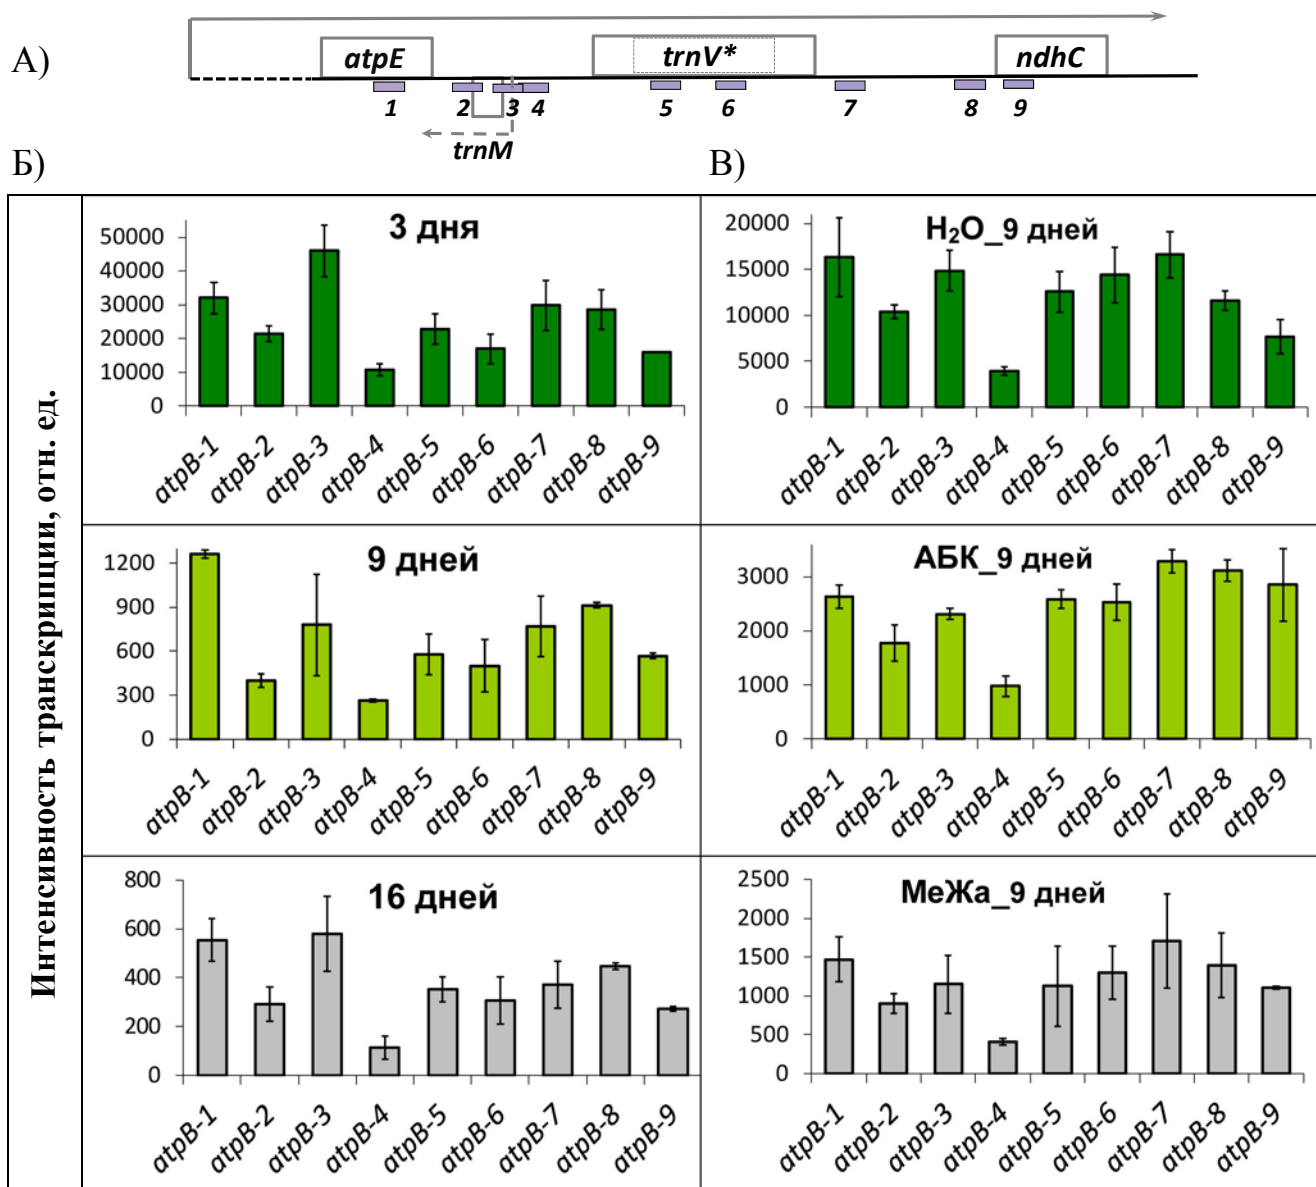 А)
atpE
trnV*
ndhC
1 2 3 4 5 6 7 8 9
trnM
Б)
В)
Интенсивность транскрипции, отн. ед.
3 дня
50000
40000
30000
20000
10000
0
atpB-1 atpB-2 atpB-3 atpB-4 atpB-5 atpB-6 atpB-7 atpB-8 atpB-9
H₂O_9 дней
20000
15000
10000
5000
0
atpB-1 atpB-2 atpB-3 atpB-4 atpB-5 atpB-6 atpB-7 atpB-8 atpB-9
9 дней
1200
900
600
300
0
atpB-1 atpB-2 atpB-3 atpB-4 atpB-5 atpB-6 atpB-7 atpB-8 atpB-9
АБК_9 дней
3000
2000
1000
0
atpB-1 atpB-2 atpB-3 atpB-4 atpB-5 atpB-6 atpB-7 atpB-8 atpB-9
16 дней
800
600
400
200
0
atpB-1 atpB-2 atpB-3 atpB-4 atpB-5 atpB-6 atpB-7 atpB-8 atpB-9
МеЖа_9 дней
2500
2000
1500
1000
500
0
atpB-1 atpB-2 atpB-3 atpB-4 atpB-5 atpB-6 atpB-7 atpB-8 atpB-9